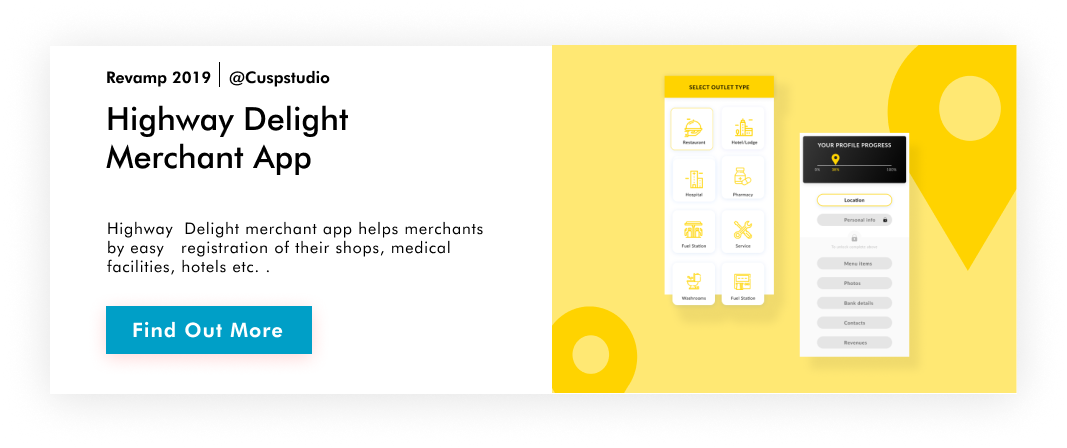 Revamp 2019 | @Cuspstudio
Highway Delight
Merchant App
Highway Delight merchant app helps merchants
by easy registration of their shops, medical
facilities, hotels etc. .
Find Out More
SELECT OUTLET TYPE
Restaurant
Hotel/Lodge
Hospital
Pharmacy
Fuel Station
Service
Washrooms
Fuel Station
YOUR PROFILE PROGRESS
0%
50%
100%
Location
Personal info
Menu items
Photos
Bank details
Contacts
Revenues